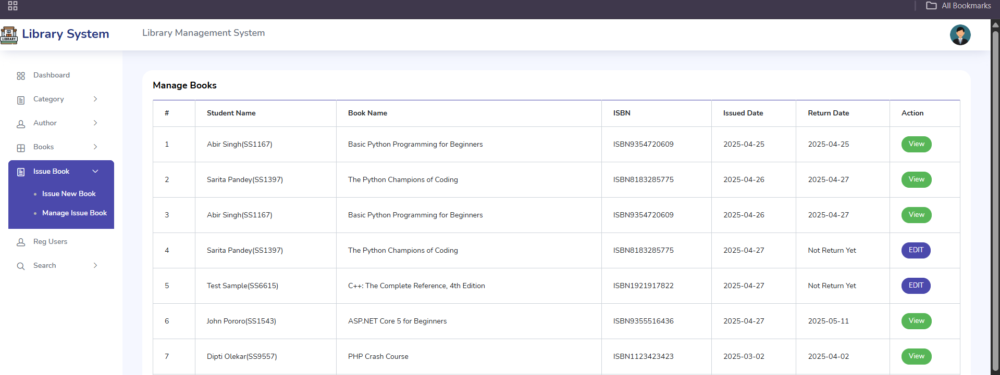 All Bookmarks
LIBRARY
Library System
Library Management System
Dashboard
Category
Author
Books
Issue Book
Issue New Book
Manage Issue Book
Reg Users
Search
Manage Books
# Student Name Book Name ISBN Issued Date Return Date Action
1 Abir Singh(SS1167) Basic Python Programming for Beginners ISBN9354720609 2025-04-25 2025-04-25 View
2 Sarita Pandey(SS1397) The Python Champions of Coding ISBN8183285775 2025-04-26 2025-04-27 View
3 Abir Singh(SS1167) Basic Python Programming for Beginners ISBN9354720609 2025-04-26 2025-04-27 View
4 Sarita Pandey(SS1397) The Python Champions of Coding ISBN8183285775 2025-04-27 Not Return Yet EDIT
5 Test Sample(SS6615) C++: The Complete Reference, 4th Edition ISBN1921917822 2025-04-27 Not Return Yet EDIT
6 John Pororo(SS1543) ASP.NET Core 5 for Beginners ISBN9355516436 2025-04-27 2025-05-11 View
7 Dipti Olekar(SS9557) PHP Crash Course ISBN1123423423 2025-03-02 2025-04-02 View